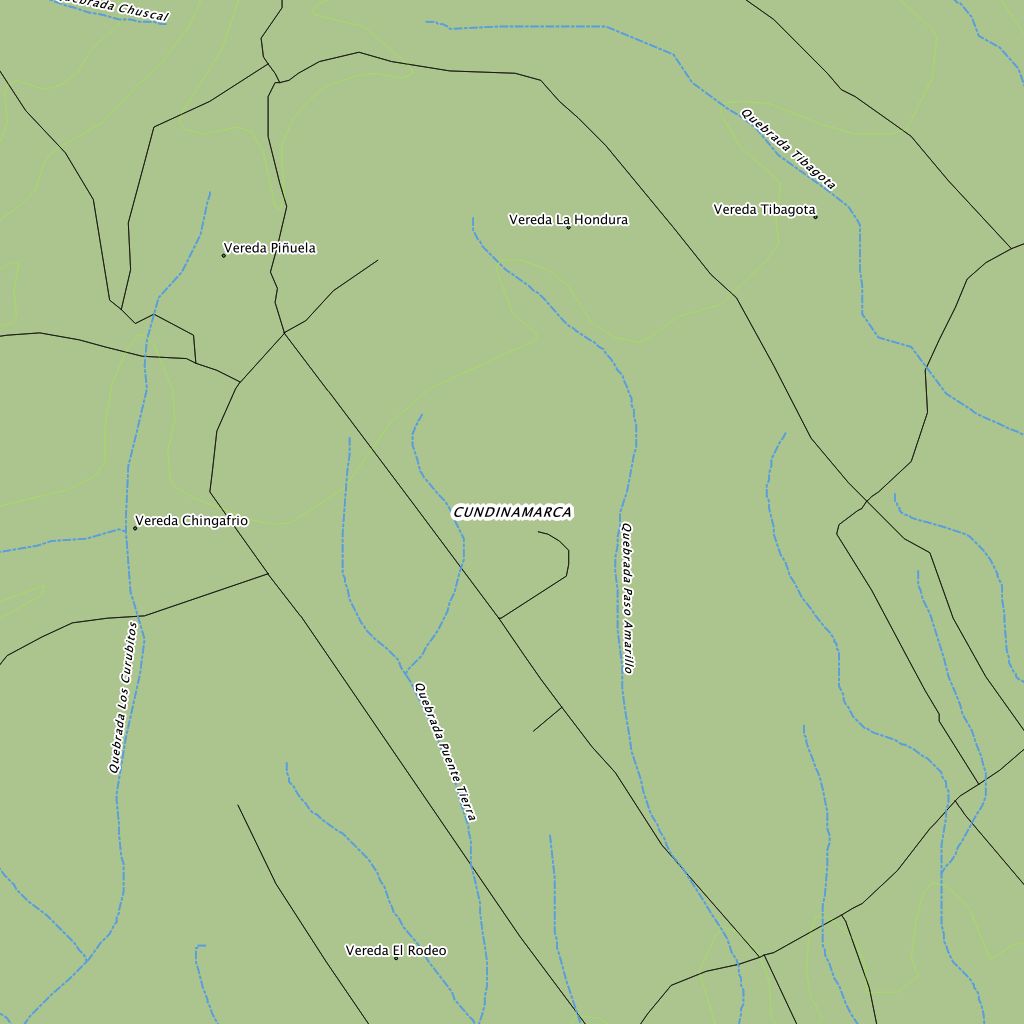 Quebrada Chuscal
Quebrada Tibagota
Vereda La Hondura
Vereda Tibagota
Vereda Piñuela
CUNDINAMARCA
Vereda Chingafrio
Quebrada Paso Amarillo
Quebrada Los Curubitos
Quebrada Puente Tierra
Vereda El Rodeo